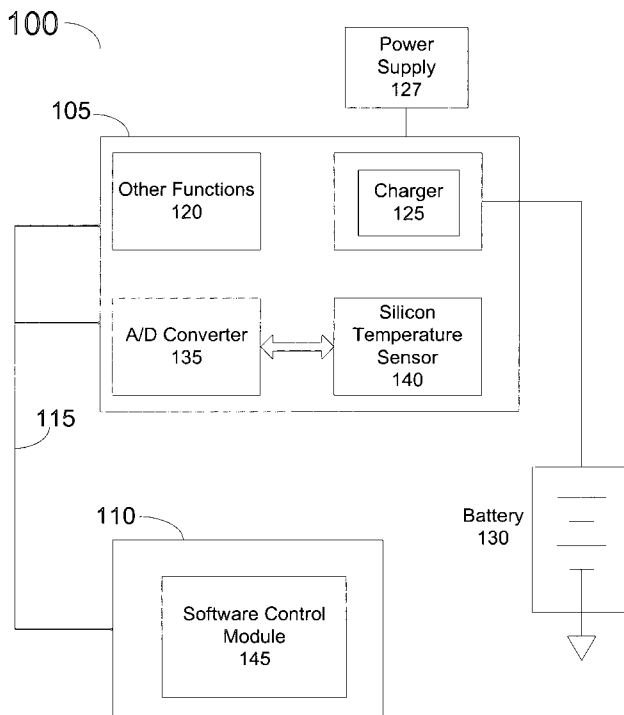 100
Power
Supply
127
105
Other Functions
120
Charger
125
A/D Converter
135
Silicon
Temperature
Sensor
140
115
110
Battery
130
Software Control
Module
145